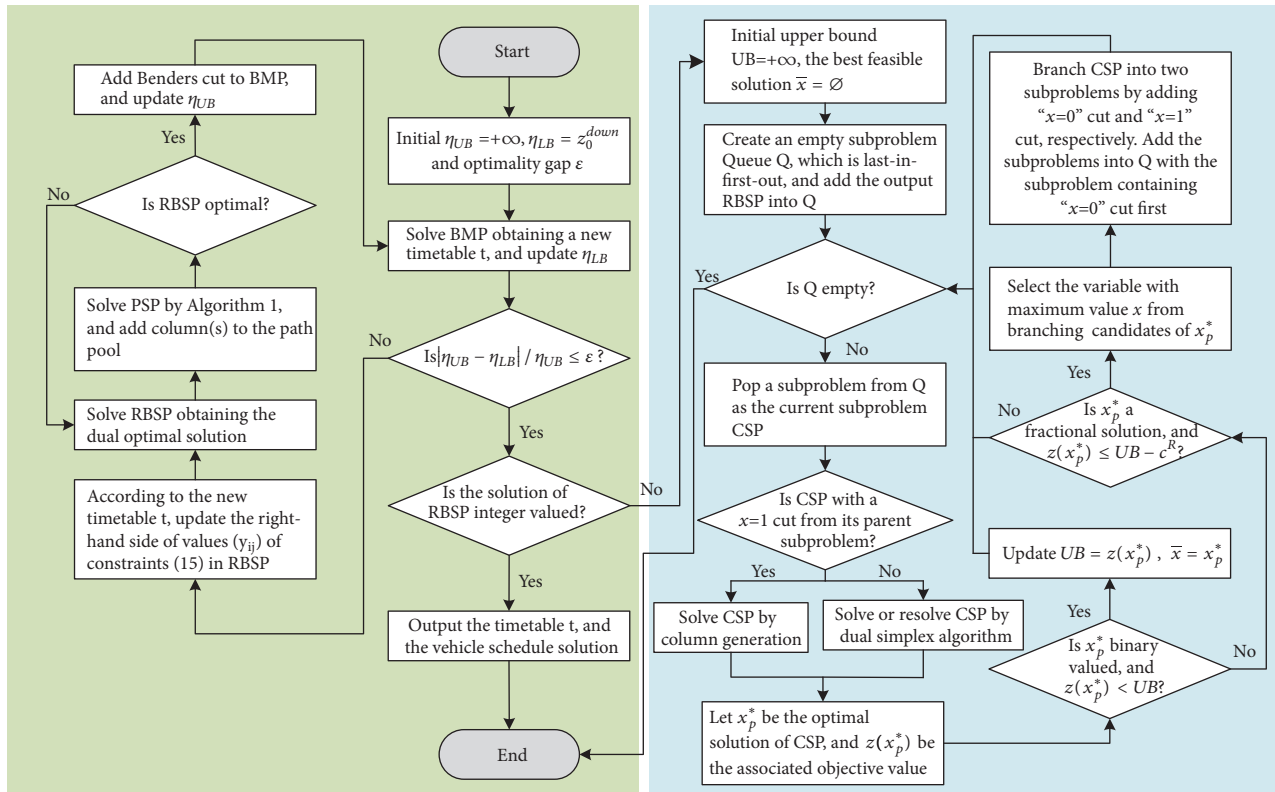 Start
Initial η_UB =+∞, η_LB = z_0^down
and optimality gap ε
Solve BMP obtaining a new
timetable t, and update η_LB
Is|η_UB − η_LB| / η_UB ≤ ε ?
No
Yes
Is the solution of
RBSP integer valued?
No
Yes
Output the timetable t, and
the vehicle schedule solution
End
Add Benders cut to BMP,
and update η_UB
Yes
No
Is RBSP optimal?
Solve PSP by Algorithm 1,
and add column(s) to the path
pool
Solve RBSP obtaining the
dual optimal solution
According to the new
timetable t, update the right-
hand side of values (y_ij) of
constraints (15) in RBSP
Initial upper bound
UB=+∞, the best feasible
solution x̅ = ∅
Create an empty subproblem
Queue Q, which is last-in-
first-out, and add the output
RBSP into Q
Yes
Is Q empty?
No
Pop a subproblem from Q
as the current subproblem
CSP
Is CSP with a
x=1 cut from its parent
subproblem?
Yes
No
Solve CSP by
column generation
Solve or resolve CSP by
dual simplex algorithm
Let x_p^* be the optimal
solution of CSP, and z(x_p^*) be
the associated objective value
Branch CSP into two
subproblems by adding
“x=0” cut and “x=1”
cut, respectively. Add the
subproblems into Q with the
subproblem containing
“x=0” cut first
Select the variable with
maximum value x from
branching candidates of x_p^*
Yes
No
Is x_p^* a
fractional solution, and
z(x_p^*) ≤ UB − c^R?
Update UB = z(x_p^*) , x̅ = x_p^*
Yes
No
Is x_p^* binary
valued, and
z(x_p^*) < UB?